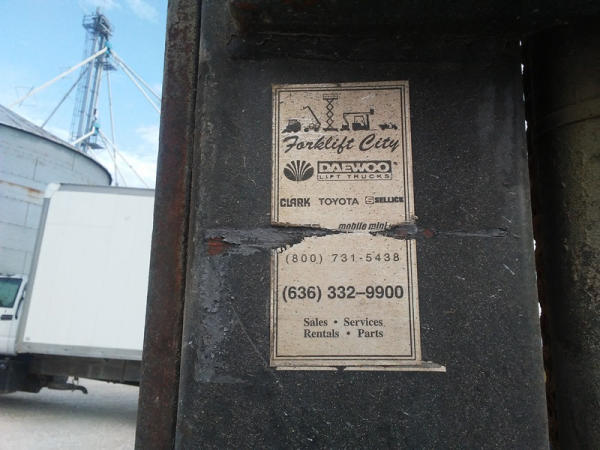 Forklift City
DAEWOO
LIFT TRUCKS
CLARK TOYOTA SELLICK
mobile mini
(800) 731-5438
(636) 332-9900
Sales • Services
Rentals • Parts